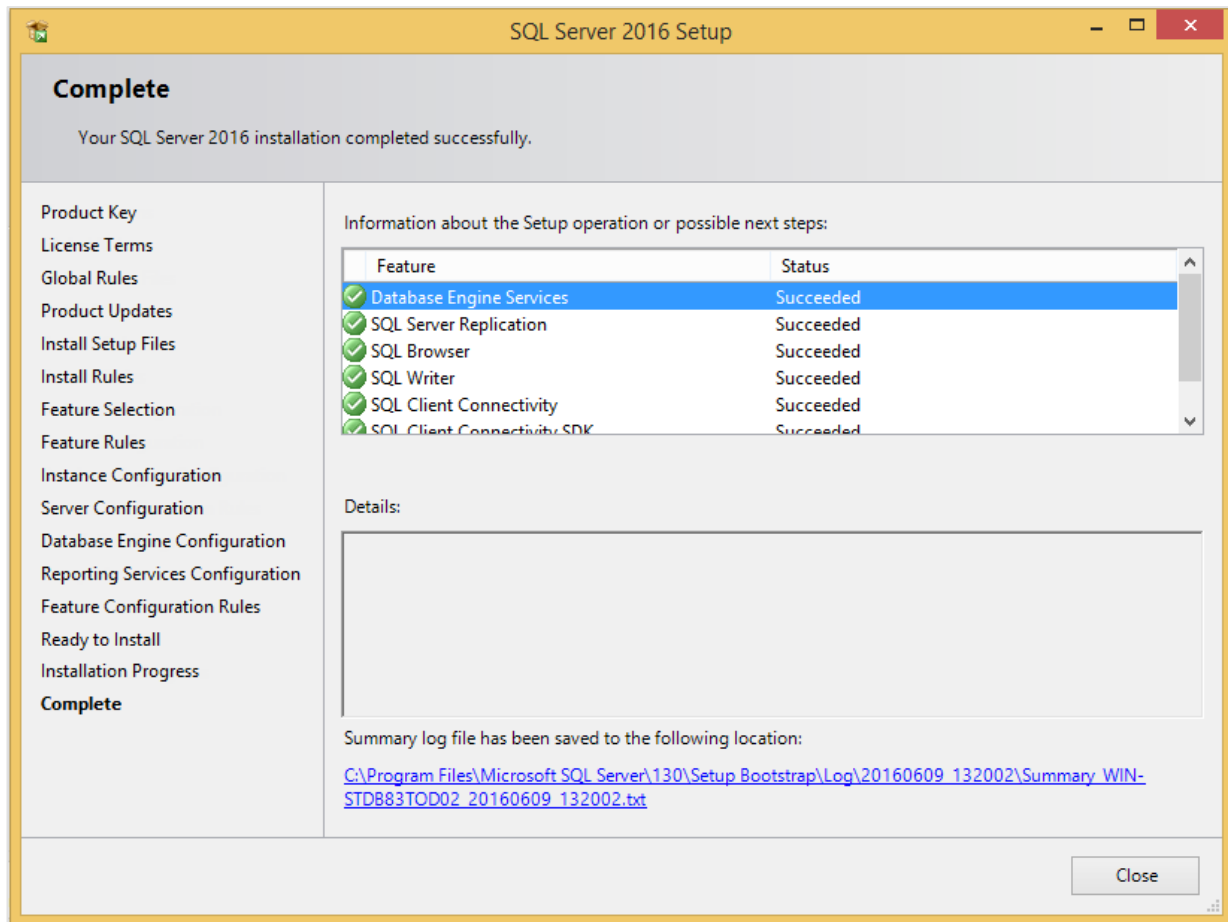 SQL Server 2016 Setup
Complete
Your SQL Server 2016 installation completed successfully.
Product Key
License Terms
Global Rules
Product Updates
Install Setup Files
Install Rules
Feature Selection
Feature Rules
Instance Configuration
Server Configuration
Database Engine Configuration
Reporting Services Configuration
Feature Configuration Rules
Ready to Install
Installation Progress
Complete
Information about the Setup operation or possible next steps:
Feature Status
Database Engine Services Succeeded
SQL Server Replication Succeeded
SQL Browser Succeeded
SQL Writer Succeeded
SQL Client Connectivity Succeeded
SQL Client Connectivity SDK Succeeded
Details:
Summary log file has been saved to the following location:
C:\Program Files\Microsoft SQL Server\130\Setup Bootstrap\Log\20160609_132002\Summary_WIN-
STDB83TOD02_20160609_132002.txt
Close